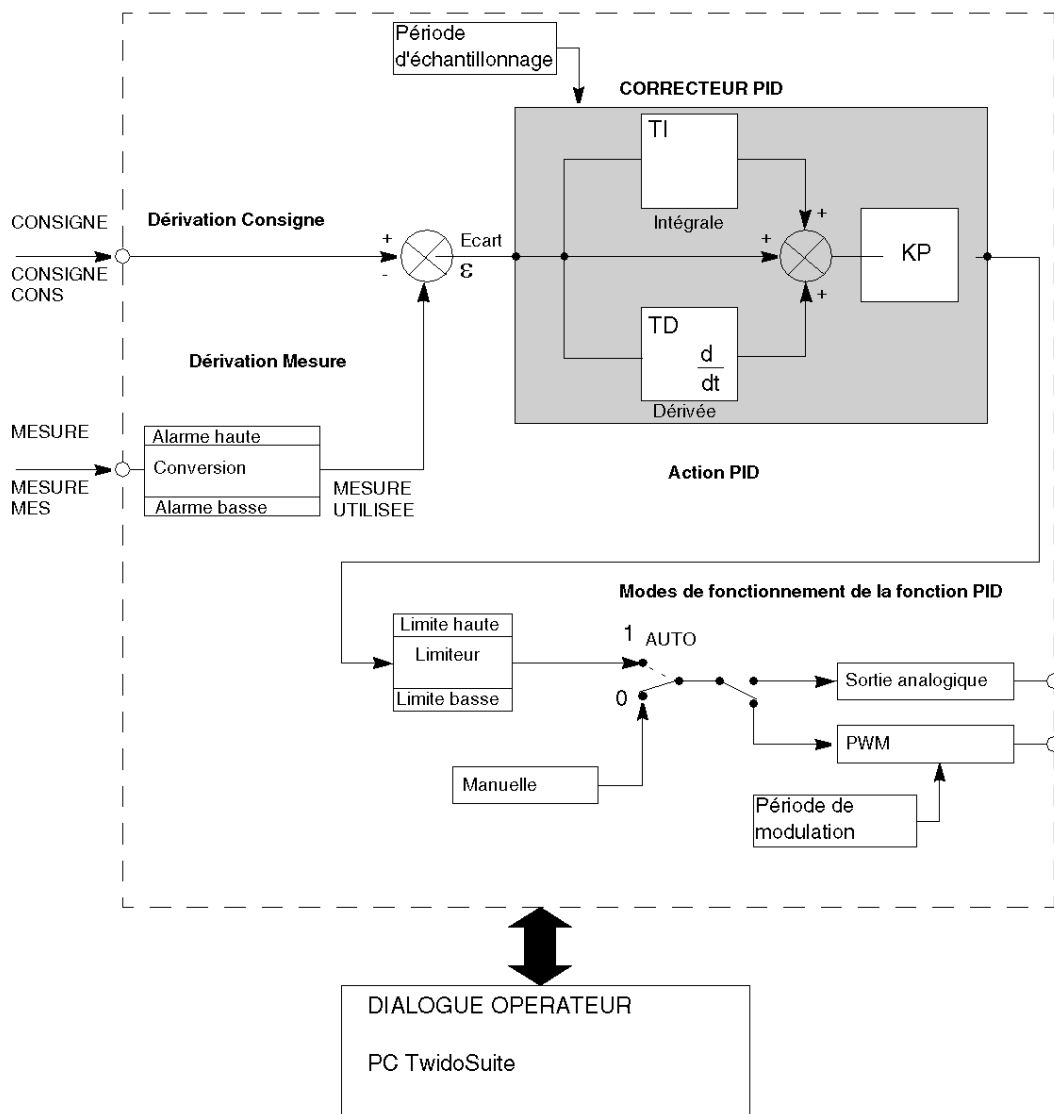 Période
d'échantillonnage
CORRECTEUR PID
TI
Intégrale
CONSIGNE
Dérivation Consigne
CONSIGNE
CONS
+
-
Ecart
ε
+
+
+
KP
TD
d
dt
Dérivée
Dérivation Mesure
MESURE
MESURE
MES
Alarme haute
Conversion
Alarme basse
MESURE
UTILISEE
Action PID
Modes de fonctionnement de la fonction PID
Limite haute
Limiteur
Limite basse
1
AUTO
0
Manuelle
Sortie analogique
PWM
Période de
modulation
DIALOGUE OPERATEUR
PC TwidoSuite